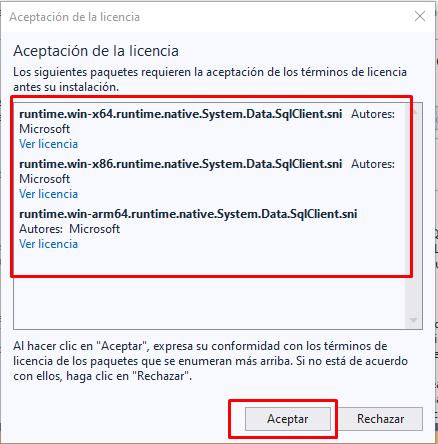 Aceptación de la licencia
Aceptación de la licencia
Los siguientes paquetes requieren la aceptación de los términos de licencia
antes su instalación.
runtime.win-x64.runtime.native.System.Data.SqlClient.sni Autores:
Microsoft
Ver licencia
runtime.win-x86.runtime.native.System.Data.SqlClient.sni Autores:
Microsoft
Ver licencia
runtime.win-arm64.runtime.native.System.Data.SqlClient.sni
Autores: Microsoft
Ver licencia
Al hacer clic en "Aceptar", expresa su conformidad con los términos de
licencia de los paquetes que se enumeran más arriba. Si no está de acuerdo
con ellos, haga clic en "Rechazar".
Aceptar Rechazar